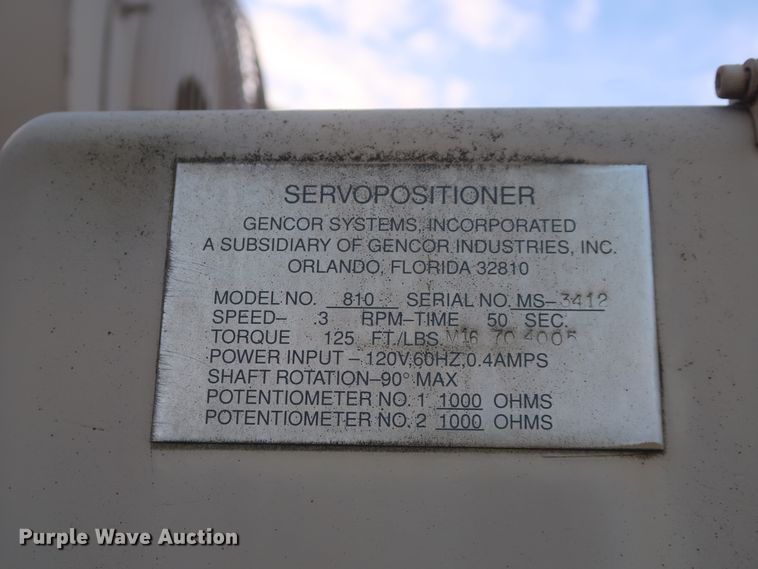 SERVOPOSITIONER
GENCOR SYSTEMS, INCORPORATED
A SUBSIDIARY OF GENCOR INDUSTRIES, INC.
ORLANDO, FLORIDA 32810
MODEL NO. 810 SERIAL NO. MS-3412
SPEED- .3 RPM-TIME 50 SEC.
TORQUE 125 FT./LBS.
POWER INPUT - 120V,60HZ,0.4AMPS
SHAFT ROTATION-90° MAX
POTENTIOMETER NO. 1 1000 OHMS
POTENTIOMETER NO. 2 1000 OHMS
Purple Wave Auction